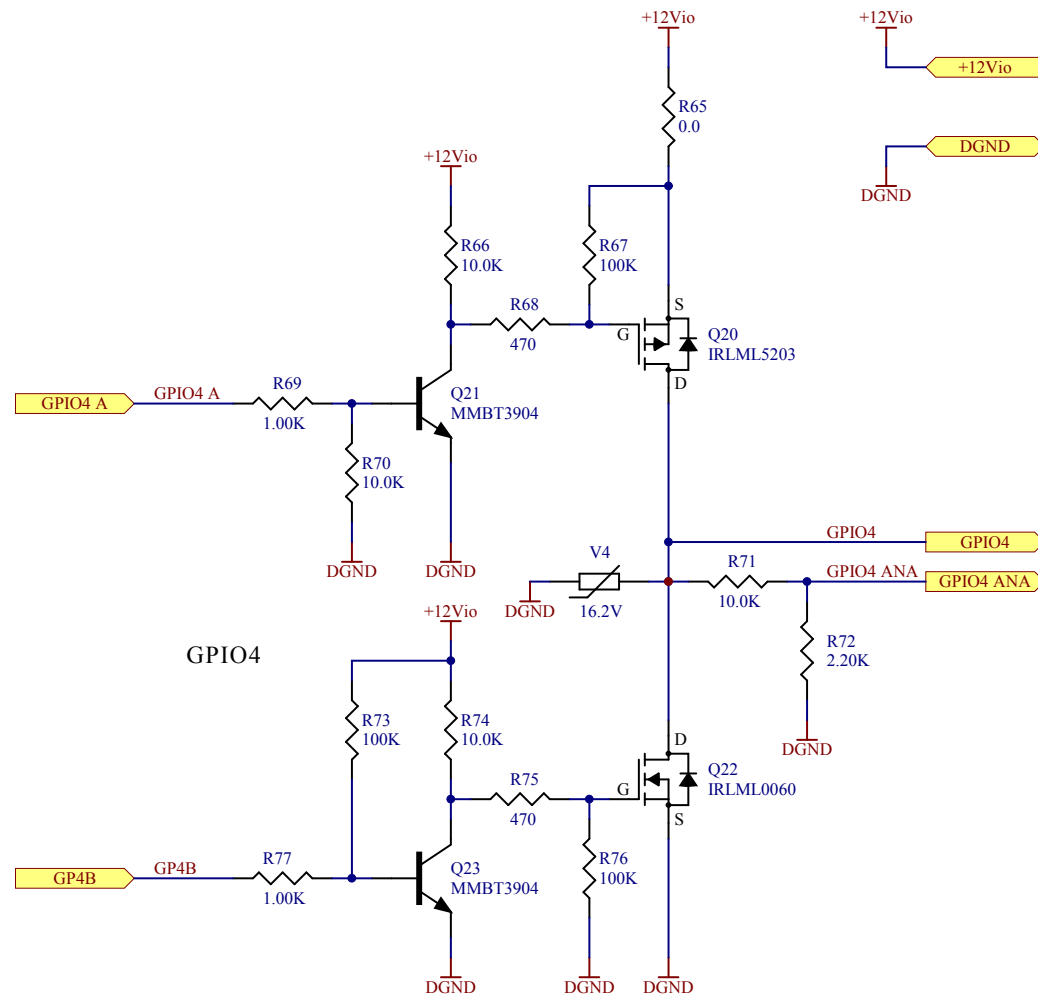 +12Vio
+12Vio
+12Vio
R65
0.0
DGND
DGND
+12Vio
R66
10.0K
R67
100K
R68
470
S
G
D
Q20
IRLML5203
GPIO4 A
GPIO4 A
R69
1.00K
Q21
MMBT3904
R70
10.0K
DGND
DGND
GPIO4
GPIO4
V4
16.2V
DGND
R71
10.0K
GPIO4 ANA
GPIO4 ANA
+12Vio
GPIO4
R72
2.20K
DGND
R73
100K
R74
10.0K
R75
470
D
G
S
Q22
IRLML0060
GP4B
GP4B
R77
1.00K
Q23
MMBT3904
R76
100K
DGND
DGND
DGND